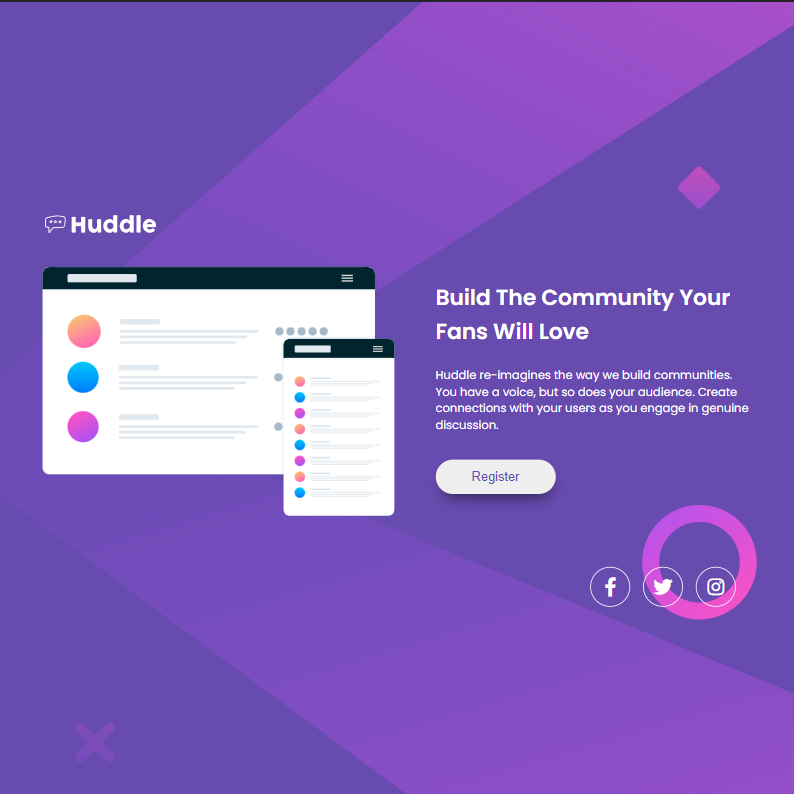 Huddle
Build The Community Your
Fans Will Love
Huddle re-imagines the way we build communities.
You have a voice, but so does your audience. Create
connections with your users as you engage in genuine
discussion.
Register